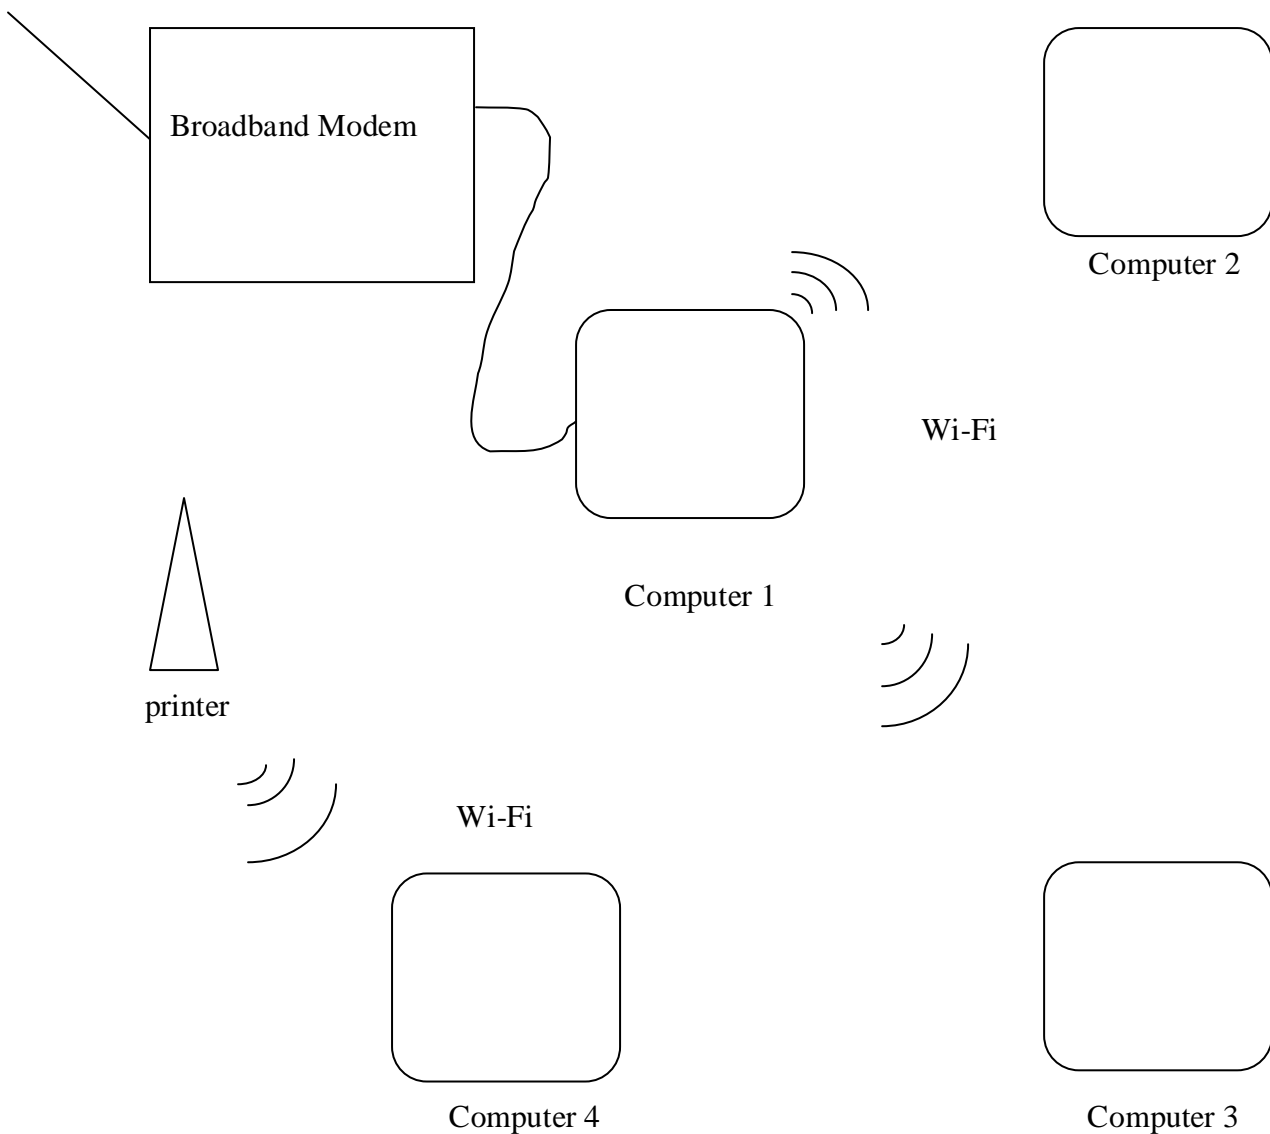 Broadband Modem
Computer 2
Wi-Fi
Computer 1
printer
Wi-Fi
Computer 4
Computer 3